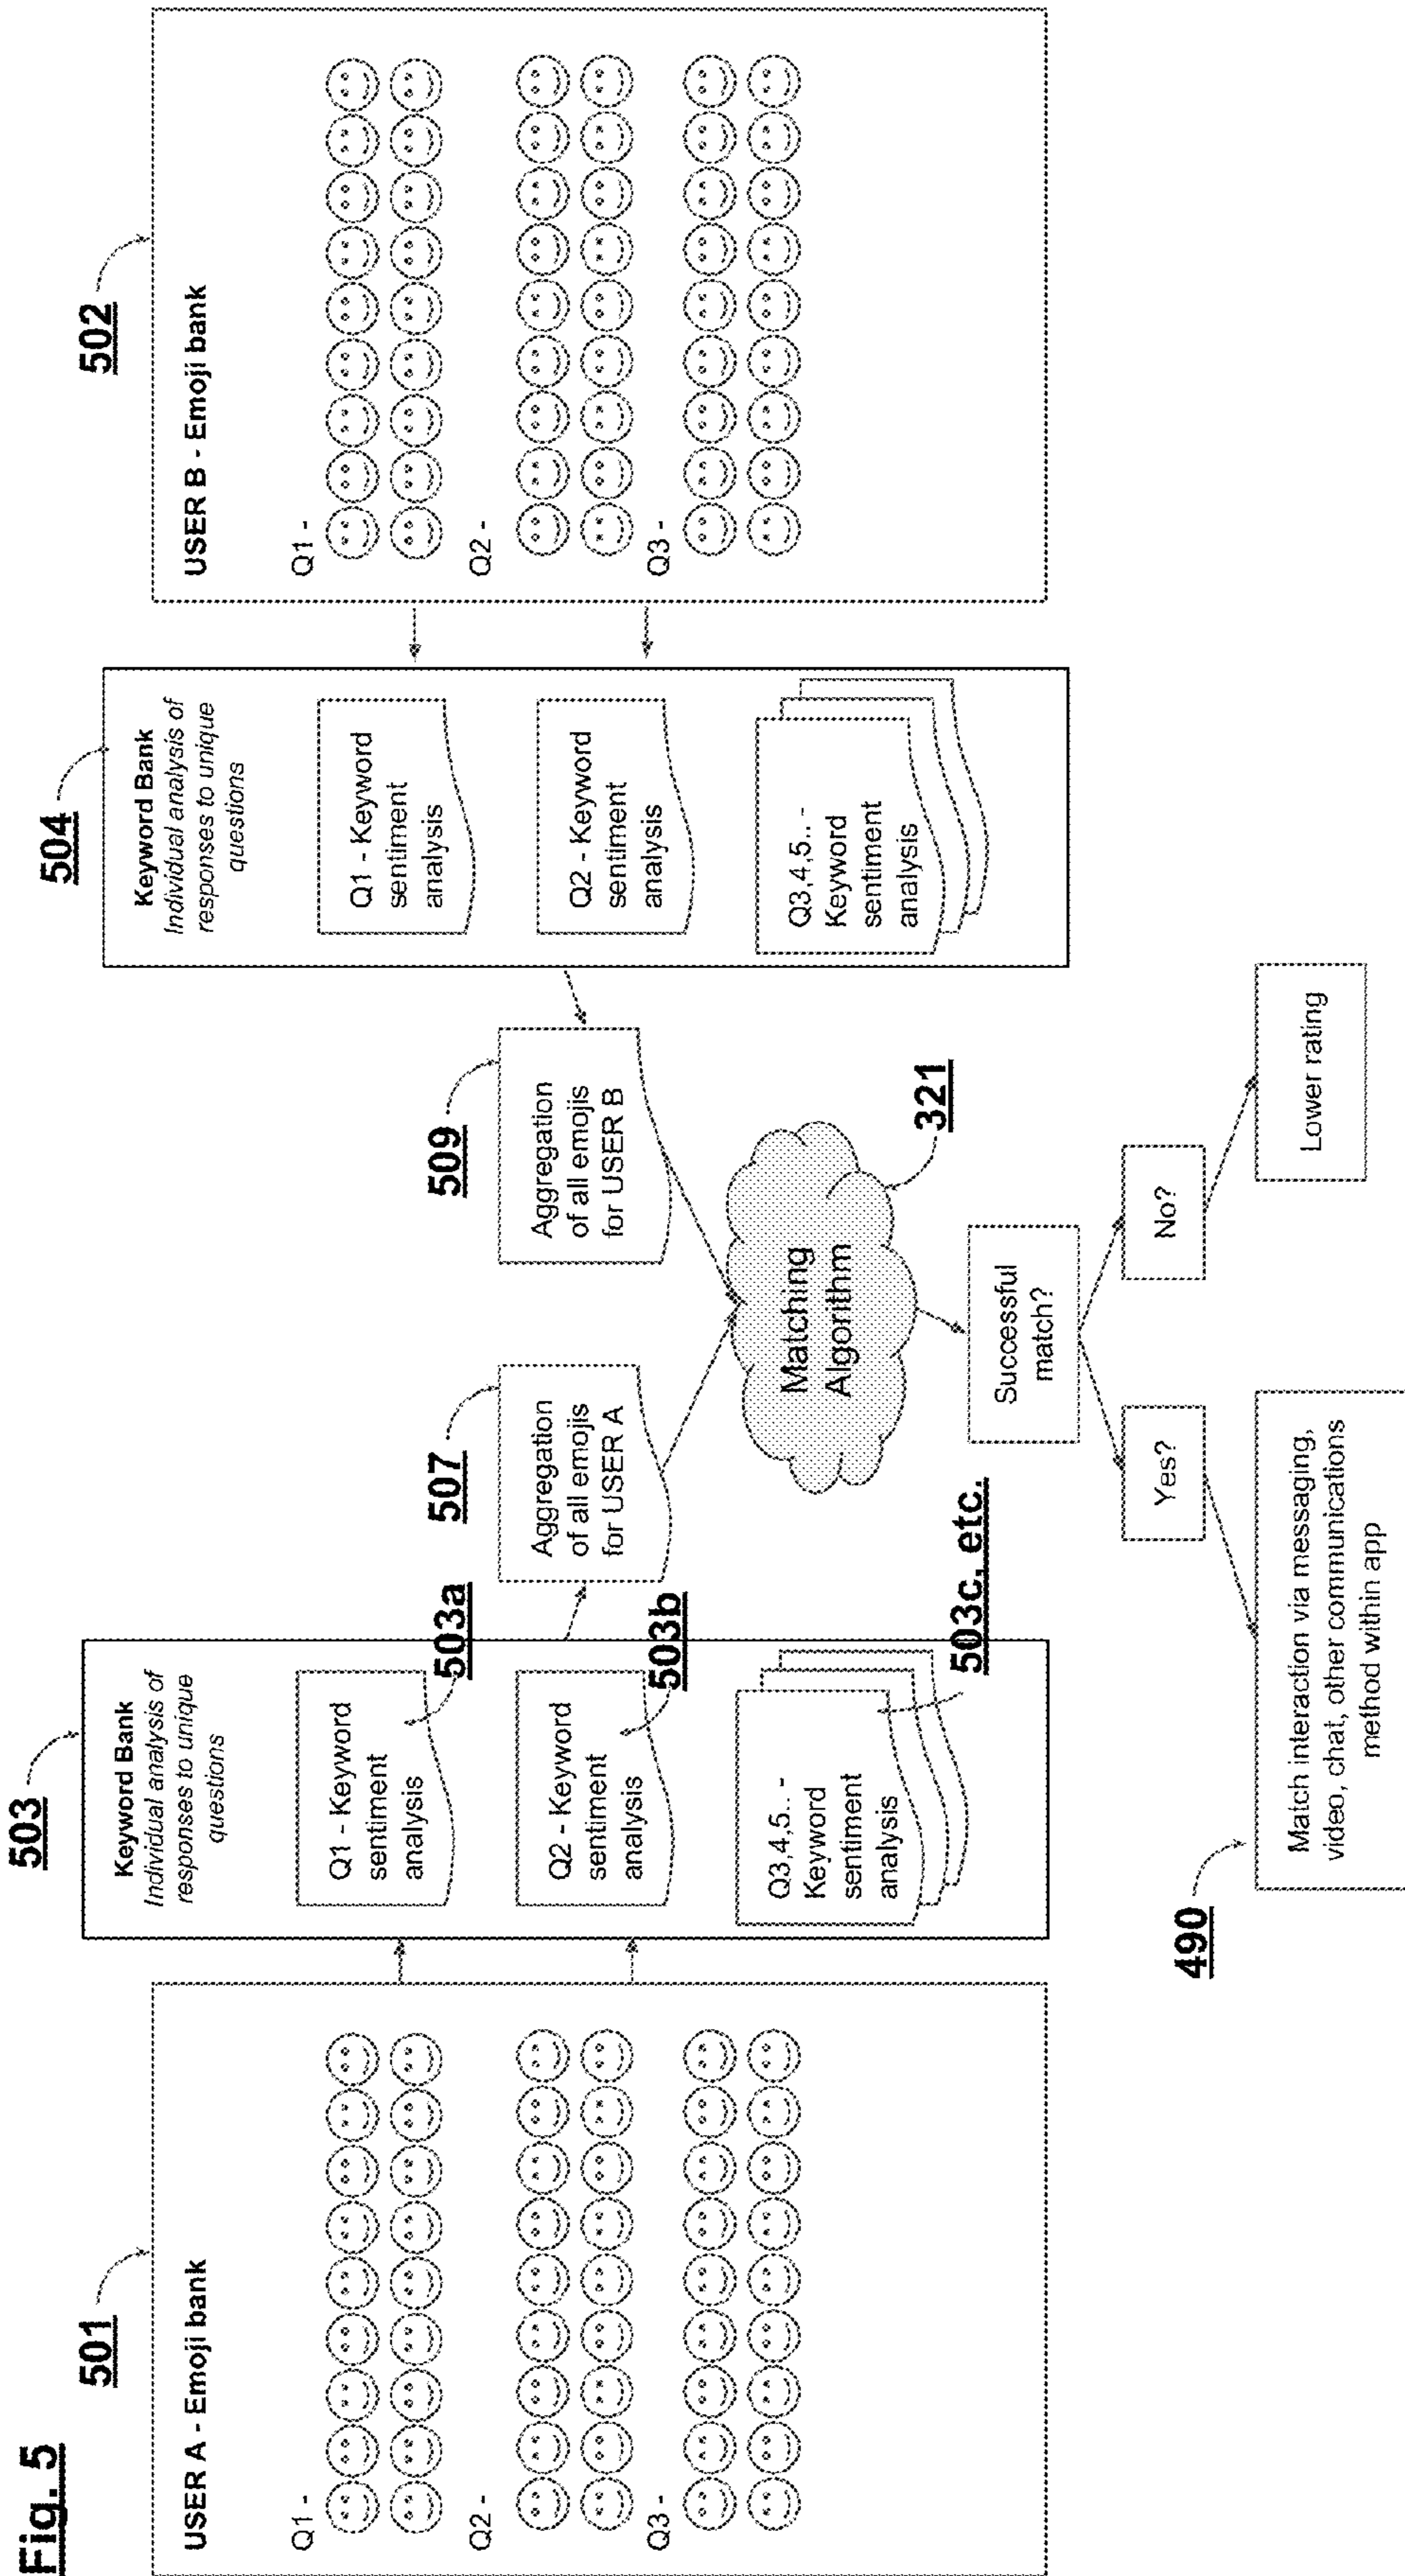 Fig. 5
501
USER A - Emoji bank
Q1 -
Q2 -
Q3 -
503
Keyword Bank
Individual analysis of
responses to unique
questions
Q1 - Keyword
sentiment
analysis
503a
Q2 - Keyword
sentiment
analysis
503b
Q3,4,5.. -
Keyword
sentiment
analysis
503c, etc.
507
Aggregation
of all emojis
for USER A
509
Aggregation
of all emojis
for USER B
504
Keyword Bank
Individual analysis of
responses to unique
questions
Q1 - Keyword
sentiment
analysis
Q2 - Keyword
sentiment
analysis
Q3,4,5.. -
Keyword
sentiment
analysis
502
USER B - Emoji bank
Q1 -
Q2 -
Q3 -
Matching
Algorithm
321
Successful
match?
Yes?
No?
490
Match interaction via messaging,
video, chat, other communications
method within app
Lower rating